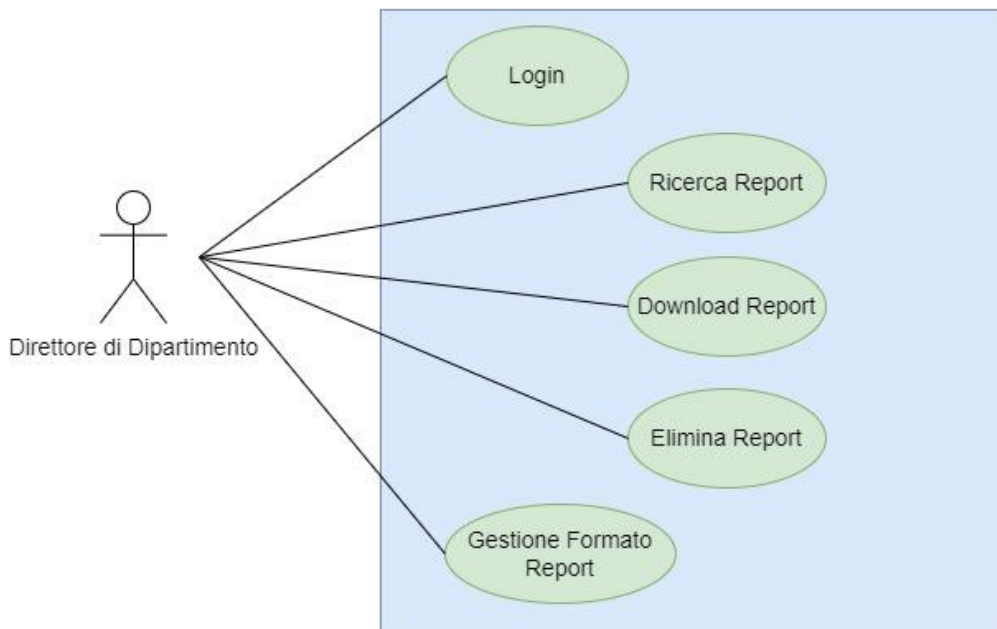 Login
Ricerca Report
Download Report
Direttore di Dipartimento
Elimina Report
Gestione Formato
Report